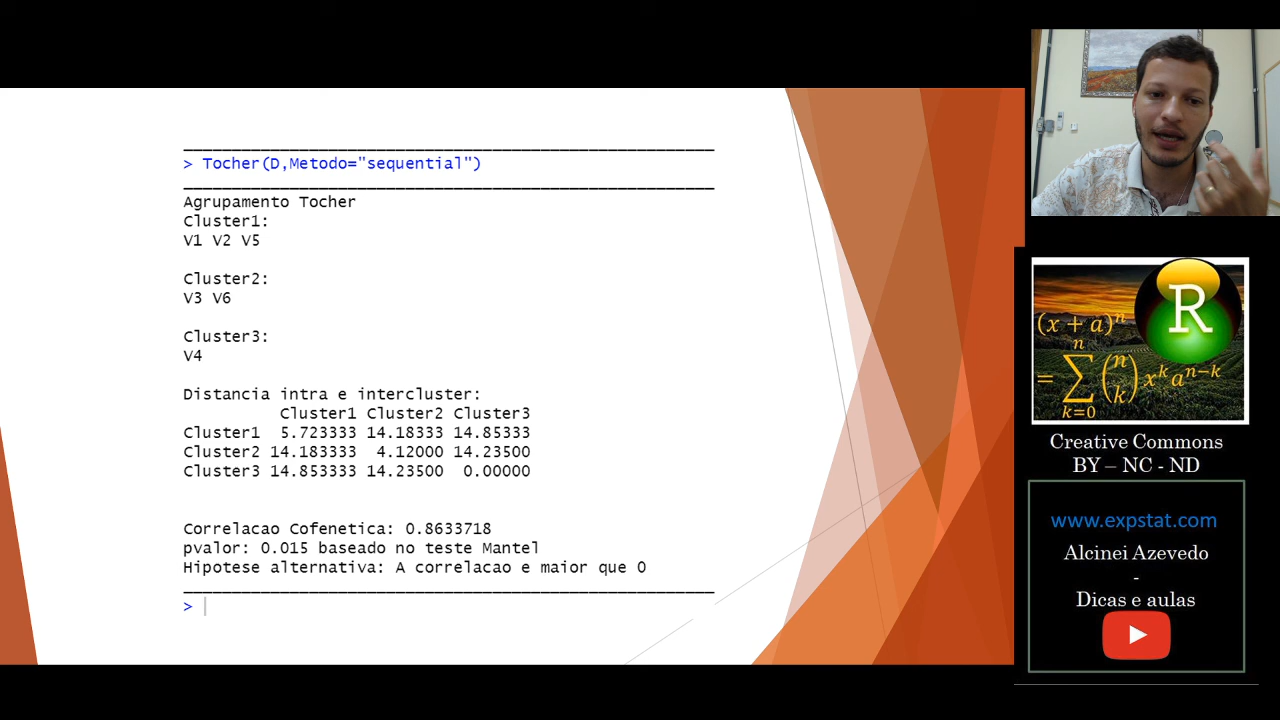 > Tocher(D,Metodo="sequential")
Agrupamento Tocher
Cluster1:
V1 V2 V5
Cluster2:
V3 V6
Cluster3:
V4
Distancia intra e intercluster:
Cluster1 Cluster2 Cluster3
Cluster1 5.723333 14.18333 14.85333
Cluster2 14.183333 4.12000 14.23500
Cluster3 14.853333 14.23500 0.00000
Correlacao Cofenetica: 0.8633718
pvalor: 0.015 baseado no teste Mantel
Hipotese alternativa: A correlacao e maior que 0
>
R
(x + a)^n
= ∑_{k=0}^{n} (n k) x^k a^{n−k}
Creative Commons
BY – NC - ND
www.expstat.com
Alcinei Azevedo
-
Dicas e aulas